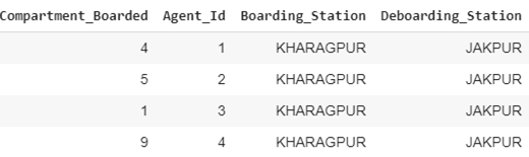 Compartment_Boarded Agent_Id Boarding_Station Deboarding_Station
4 1 KHARAGPUR JAKPUR
5 2 KHARAGPUR JAKPUR
1 3 KHARAGPUR JAKPUR
9 4 KHARAGPUR JAKPUR